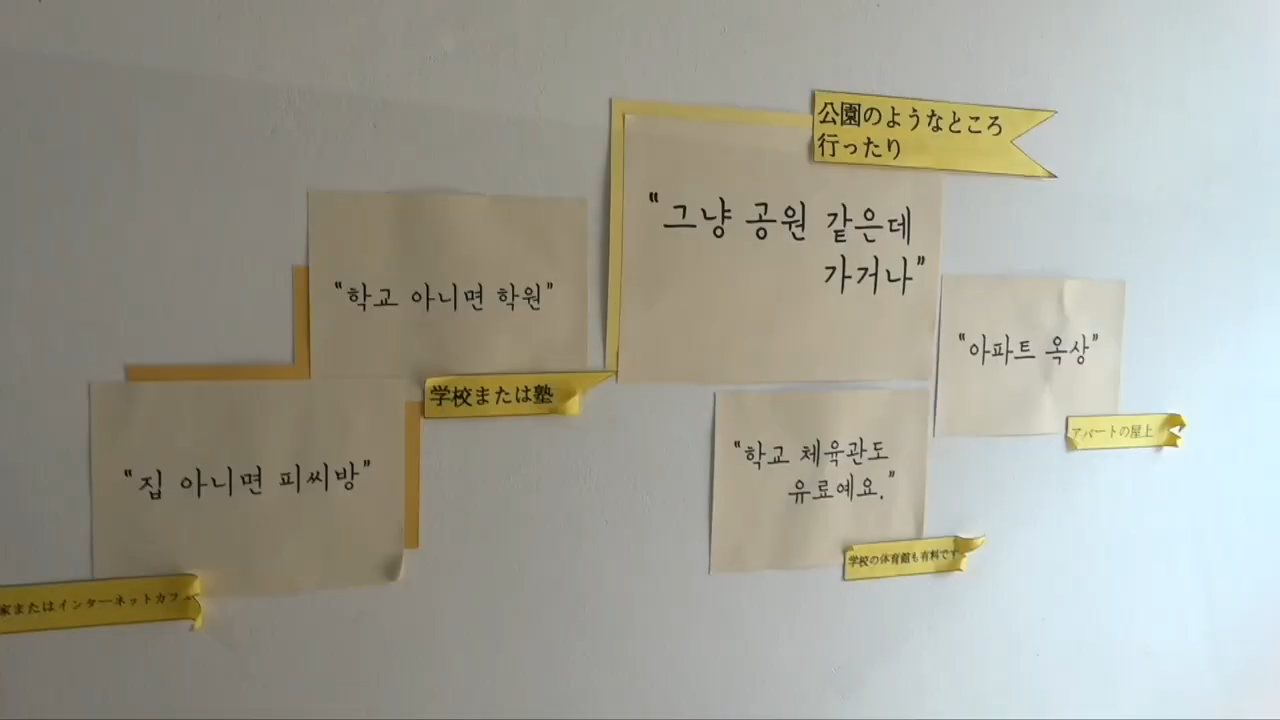 公園のようなところ
行ったり
“그냥 공원 같은데
가거나”
“학교 아니면 학원”
学校または塾
“아파트 옥상”
アパートの屋上
“집 아니면 피씨방”
家またはインターネットカフェ
“학교 체육관도
유료예요.”
学校の体育館も有料です